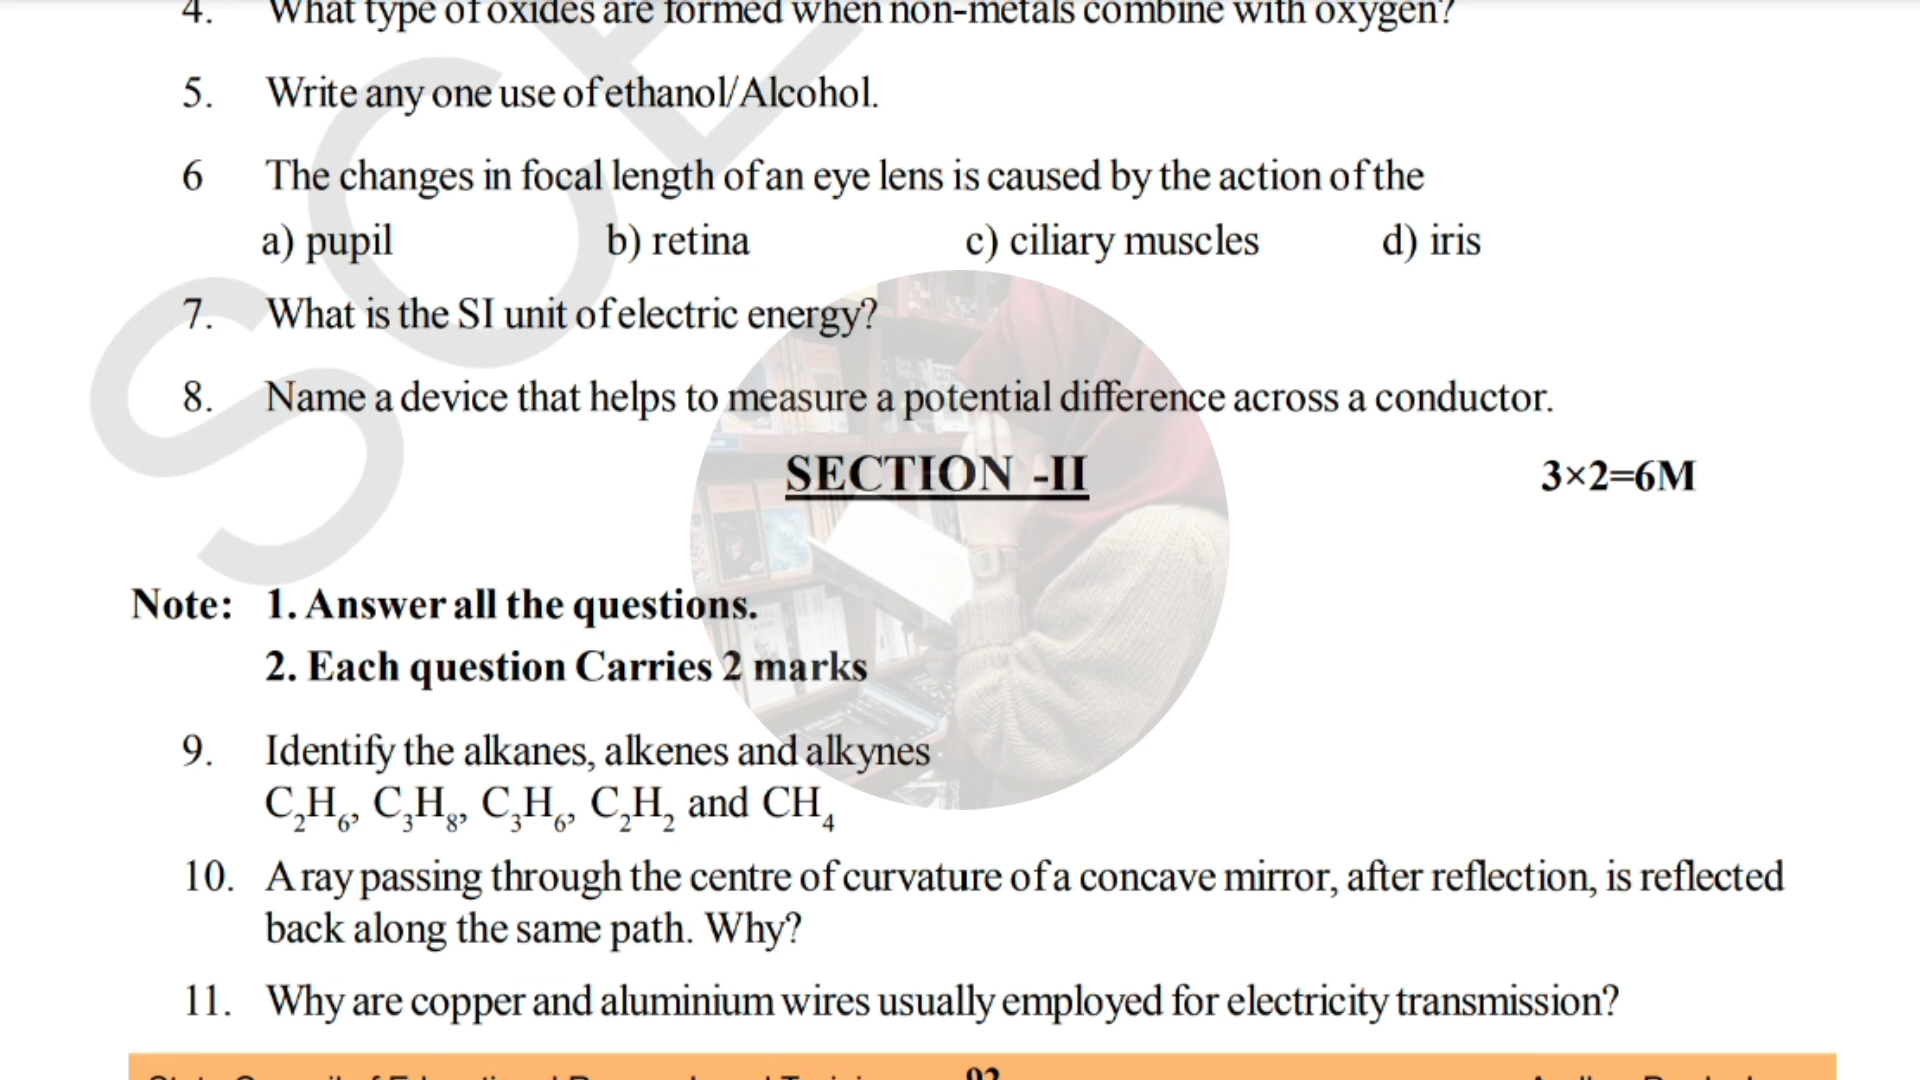 4. What type of oxides are formed when non-metals combine with oxygen?
5. Write any one use of ethanol/Alcohol.
6 The changes in focal length of an eye lens is caused by the action of the
a) pupil b) retina c) ciliary muscles d) iris
7. What is the SI unit of electric energy?
8. Name a device that helps to measure a potential difference across a conductor.
SECTION -II 3×2=6M
Note: 1. Answer all the questions.
2. Each question Carries 2 marks
9. Identify the alkanes, alkenes and alkynes
C₂H₆, C₃H₈, C₃H₆, C₂H₂ and CH₄
10. A ray passing through the centre of curvature of a concave mirror, after reflection, is reflected
back along the same path. Why?
11. Why are copper and aluminium wires usually employed for electricity transmission?